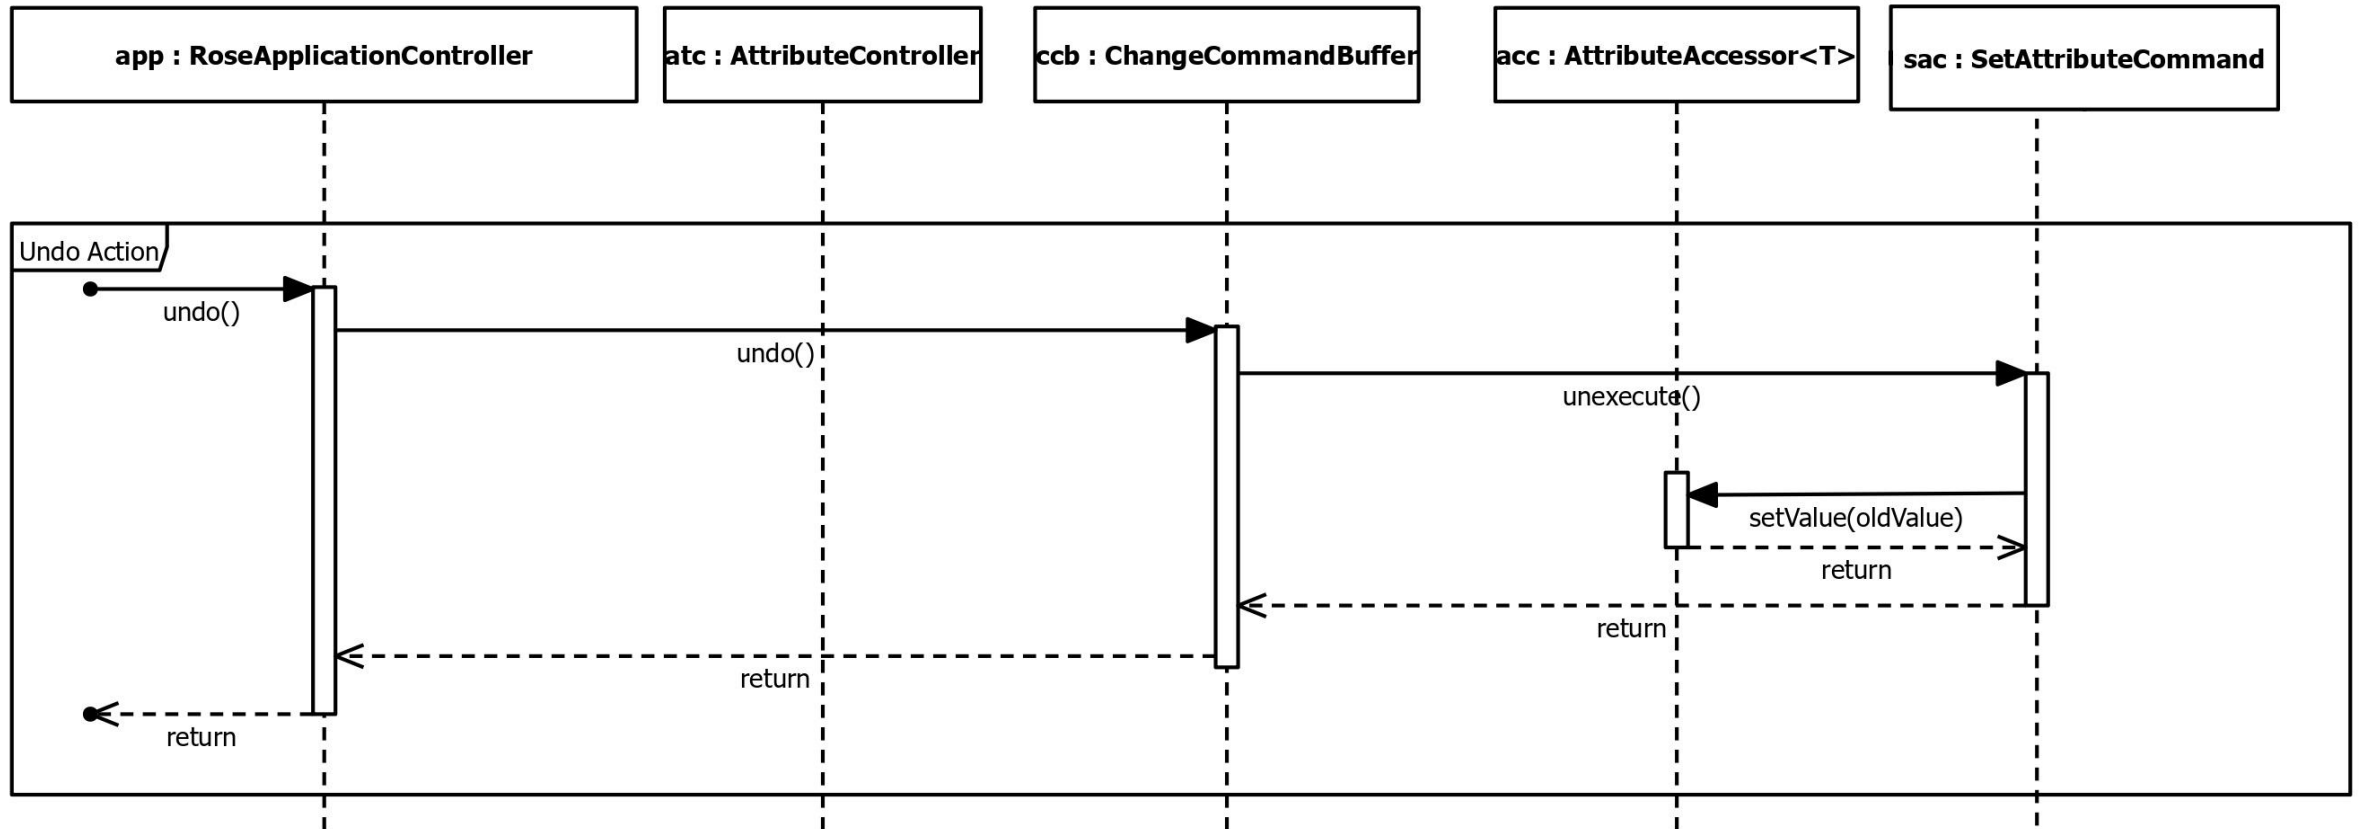 app : RoseApplicationController
atc : AttributeController
ccb : ChangeCommandBuffer
acc : AttributeAccessor<T>
sac : SetAttributeCommand
Undo Action
undo()
undo()
unexecute()
setValue(oldValue)
return
return
return
return